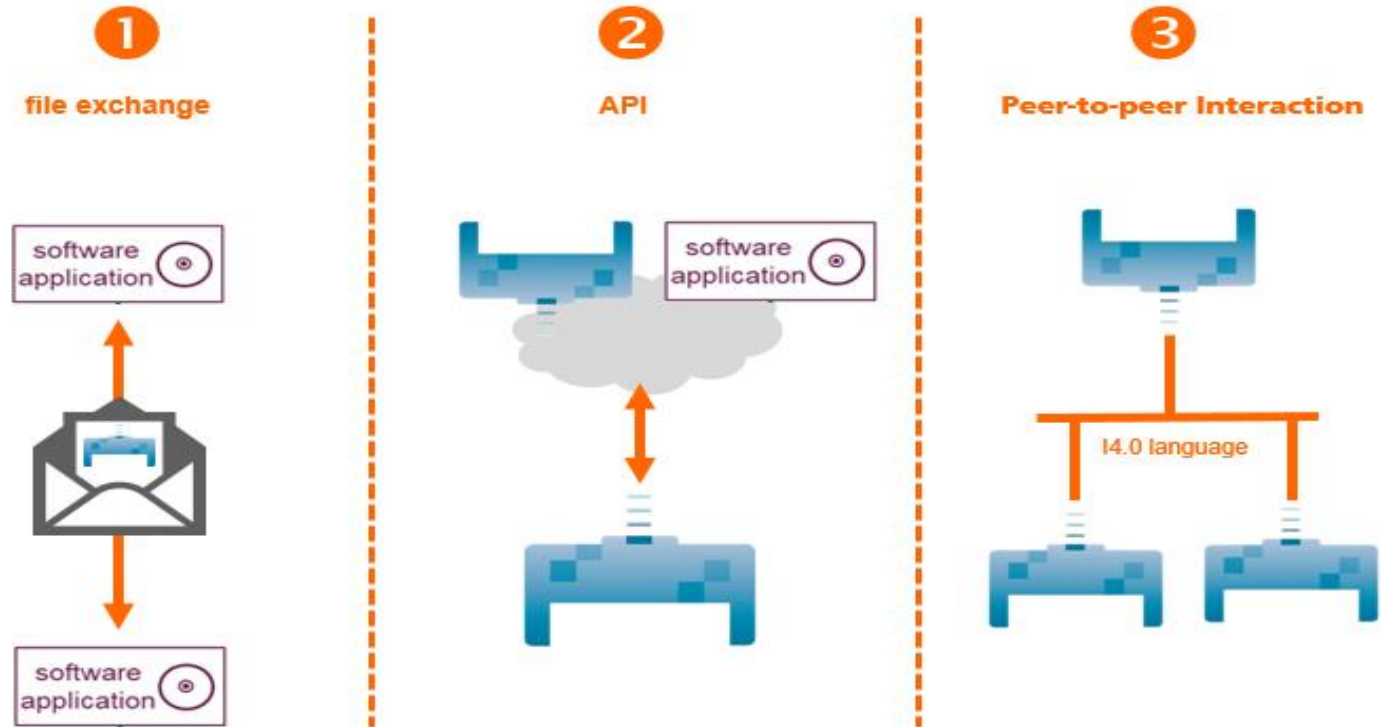 1
file exchange
software
application
software
application
2
API
software
application
3
Peer-to-peer Interaction
I4.0 language